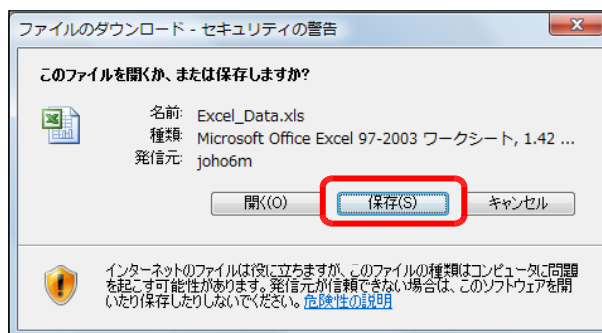 ファイルのダウンロード - セキュリティの警告
このファイルを開くか、または保存しますか?
名前: Excel_Data.xls
種類: Microsoft Office Excel 97-2003 ワークシート, 1.42 ...
発信元: joho6m
開く(O) 保存(S) キャンセル
インターネットのファイルは役に立ちますが、このファイルの種類はコンピュータに問題
を起こす可能性があります。発信元が信頼できない場合は、このソフトウェアを開
いたり保存したりしないでください。危険性の説明